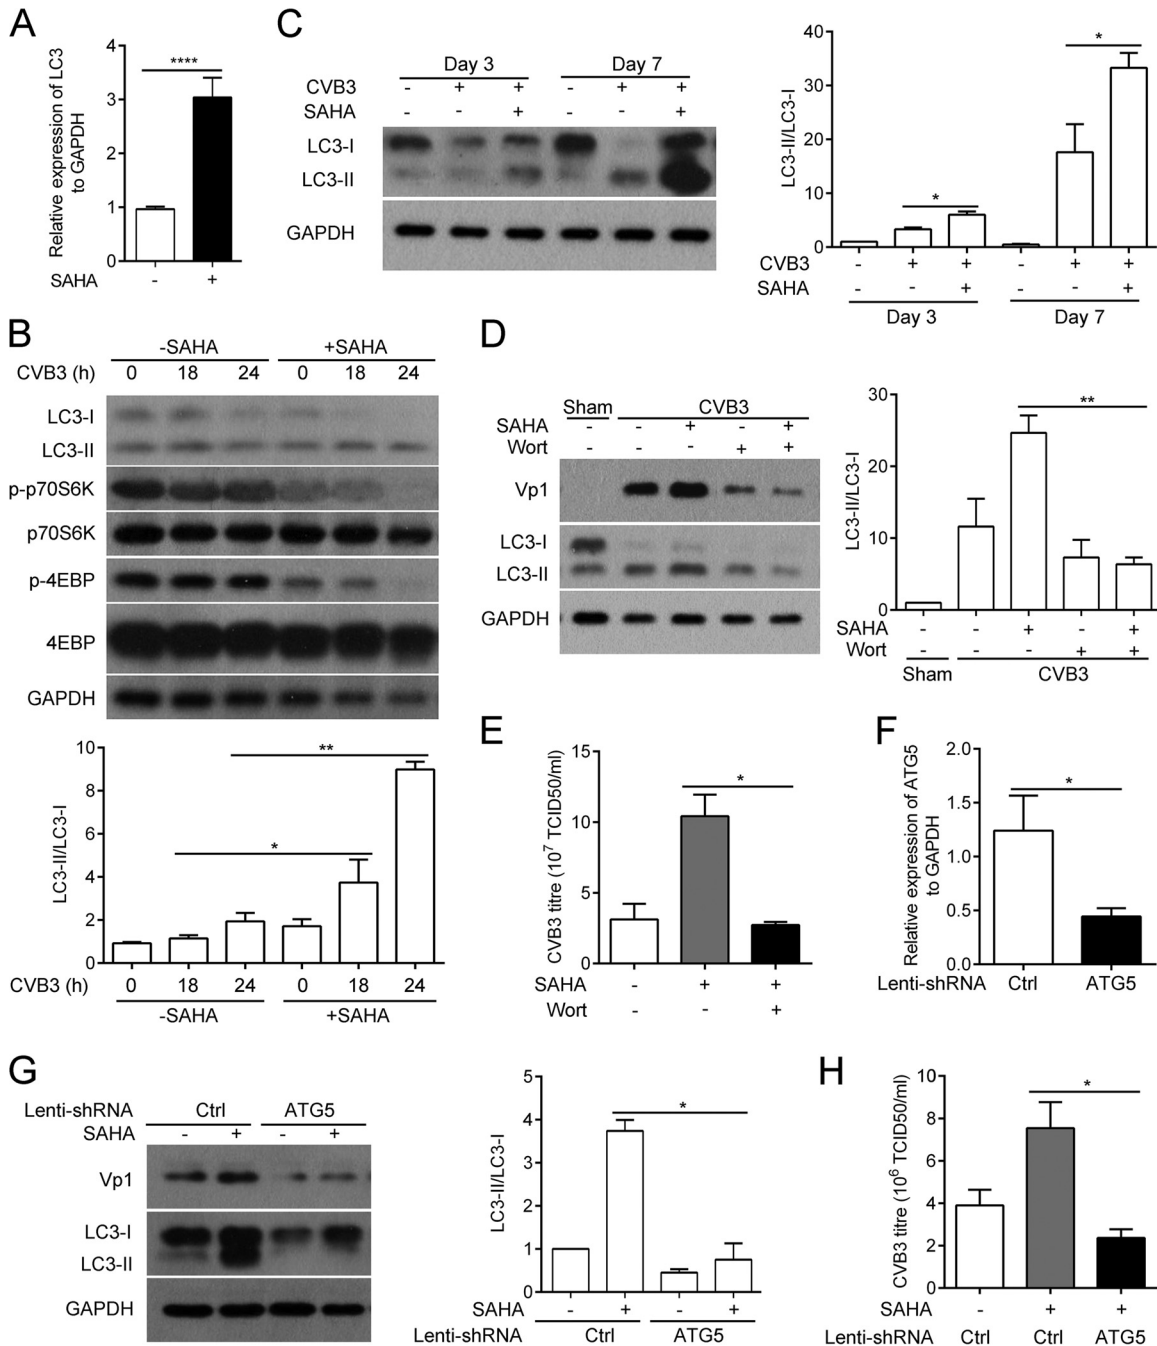 A
Relative expression of LC3
to GAPDH
4
3
2
1
0
****
SAHA - +
C
Day 3 Day 7
CVB3 - + + - + +
SAHA - + - +
LC3-I
LC3-II
GAPDH
LC3-II/LC3-I
40
30
20
10
0
* *
CVB3 - + + - + +
SAHA - - + - - +
Day 3 Day 7
B
-SAHA +SAHA
CVB3 (h) 0 18 24 0 18 24
LC3-I
LC3-II
p-p70S6K
p70S6K
p-4EBP
4EBP
GAPDH
LC3-II/LC3-I
10
8
6
4
2
0
**
*
CVB3 (h) 0 18 24 0 18 24
-SAHA +SAHA
D
Sham CVB3
SAHA - - + - +
Wort - - - + +
Vp1
LC3-I
LC3-II
GAPDH
LC3-II/LC3-I
30
20
10
0
**
SAHA - - + - +
Wort - - - + +
Sham CVB3
E
CVB3 titre (10⁷ TCID50/ml)
15
10
5
0
*
SAHA - + +
Wort - - +
F
Relative expression of ATG5
to GAPDH
2.0
1.5
1.0
0.5
0.0
*
Lenti-shRNA Ctrl ATG5
G
Lenti-shRNA Ctrl ATG5
SAHA - + - +
Vp1
LC3-I
LC3-II
GAPDH
LC3-II/LC3-I
5
4
3
2
1
0
*
SAHA - + - +
Lenti-shRNA Ctrl ATG5
H
CVB3 titre (10⁶ TCID50/ml)
10
8
6
4
2
0
*
SAHA - + +
Lenti-shRNA Ctrl Ctrl ATG5